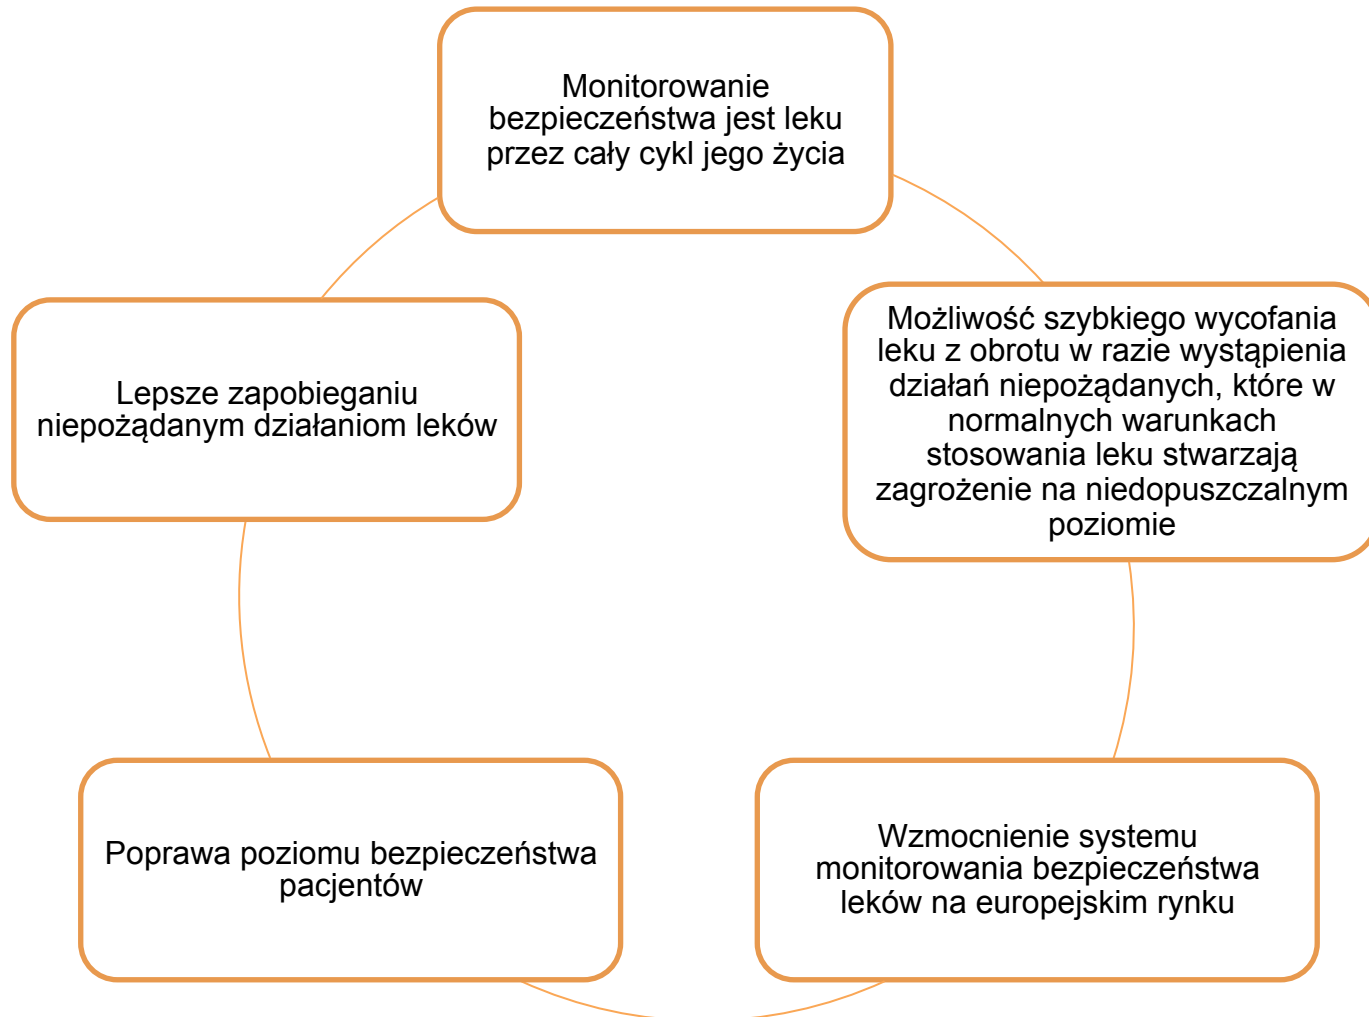 Monitorowanie
bezpieczeństwa jest leku
przez cały cykl jego życia
Możliwość szybkiego wycofania
leku z obrotu w razie wystąpienia
działań niepożądanych, które w
normalnych warunkach
stosowania leku stwarzają
zagrożenie na niedopuszczalnym
poziomie
Wzmocnienie systemu
monitorowania bezpieczeństwa
leków na europejskim rynku
Poprawa poziomu bezpieczeństwa
pacjentów
Lepsze zapobieganiu
niepożądanym działaniom leków